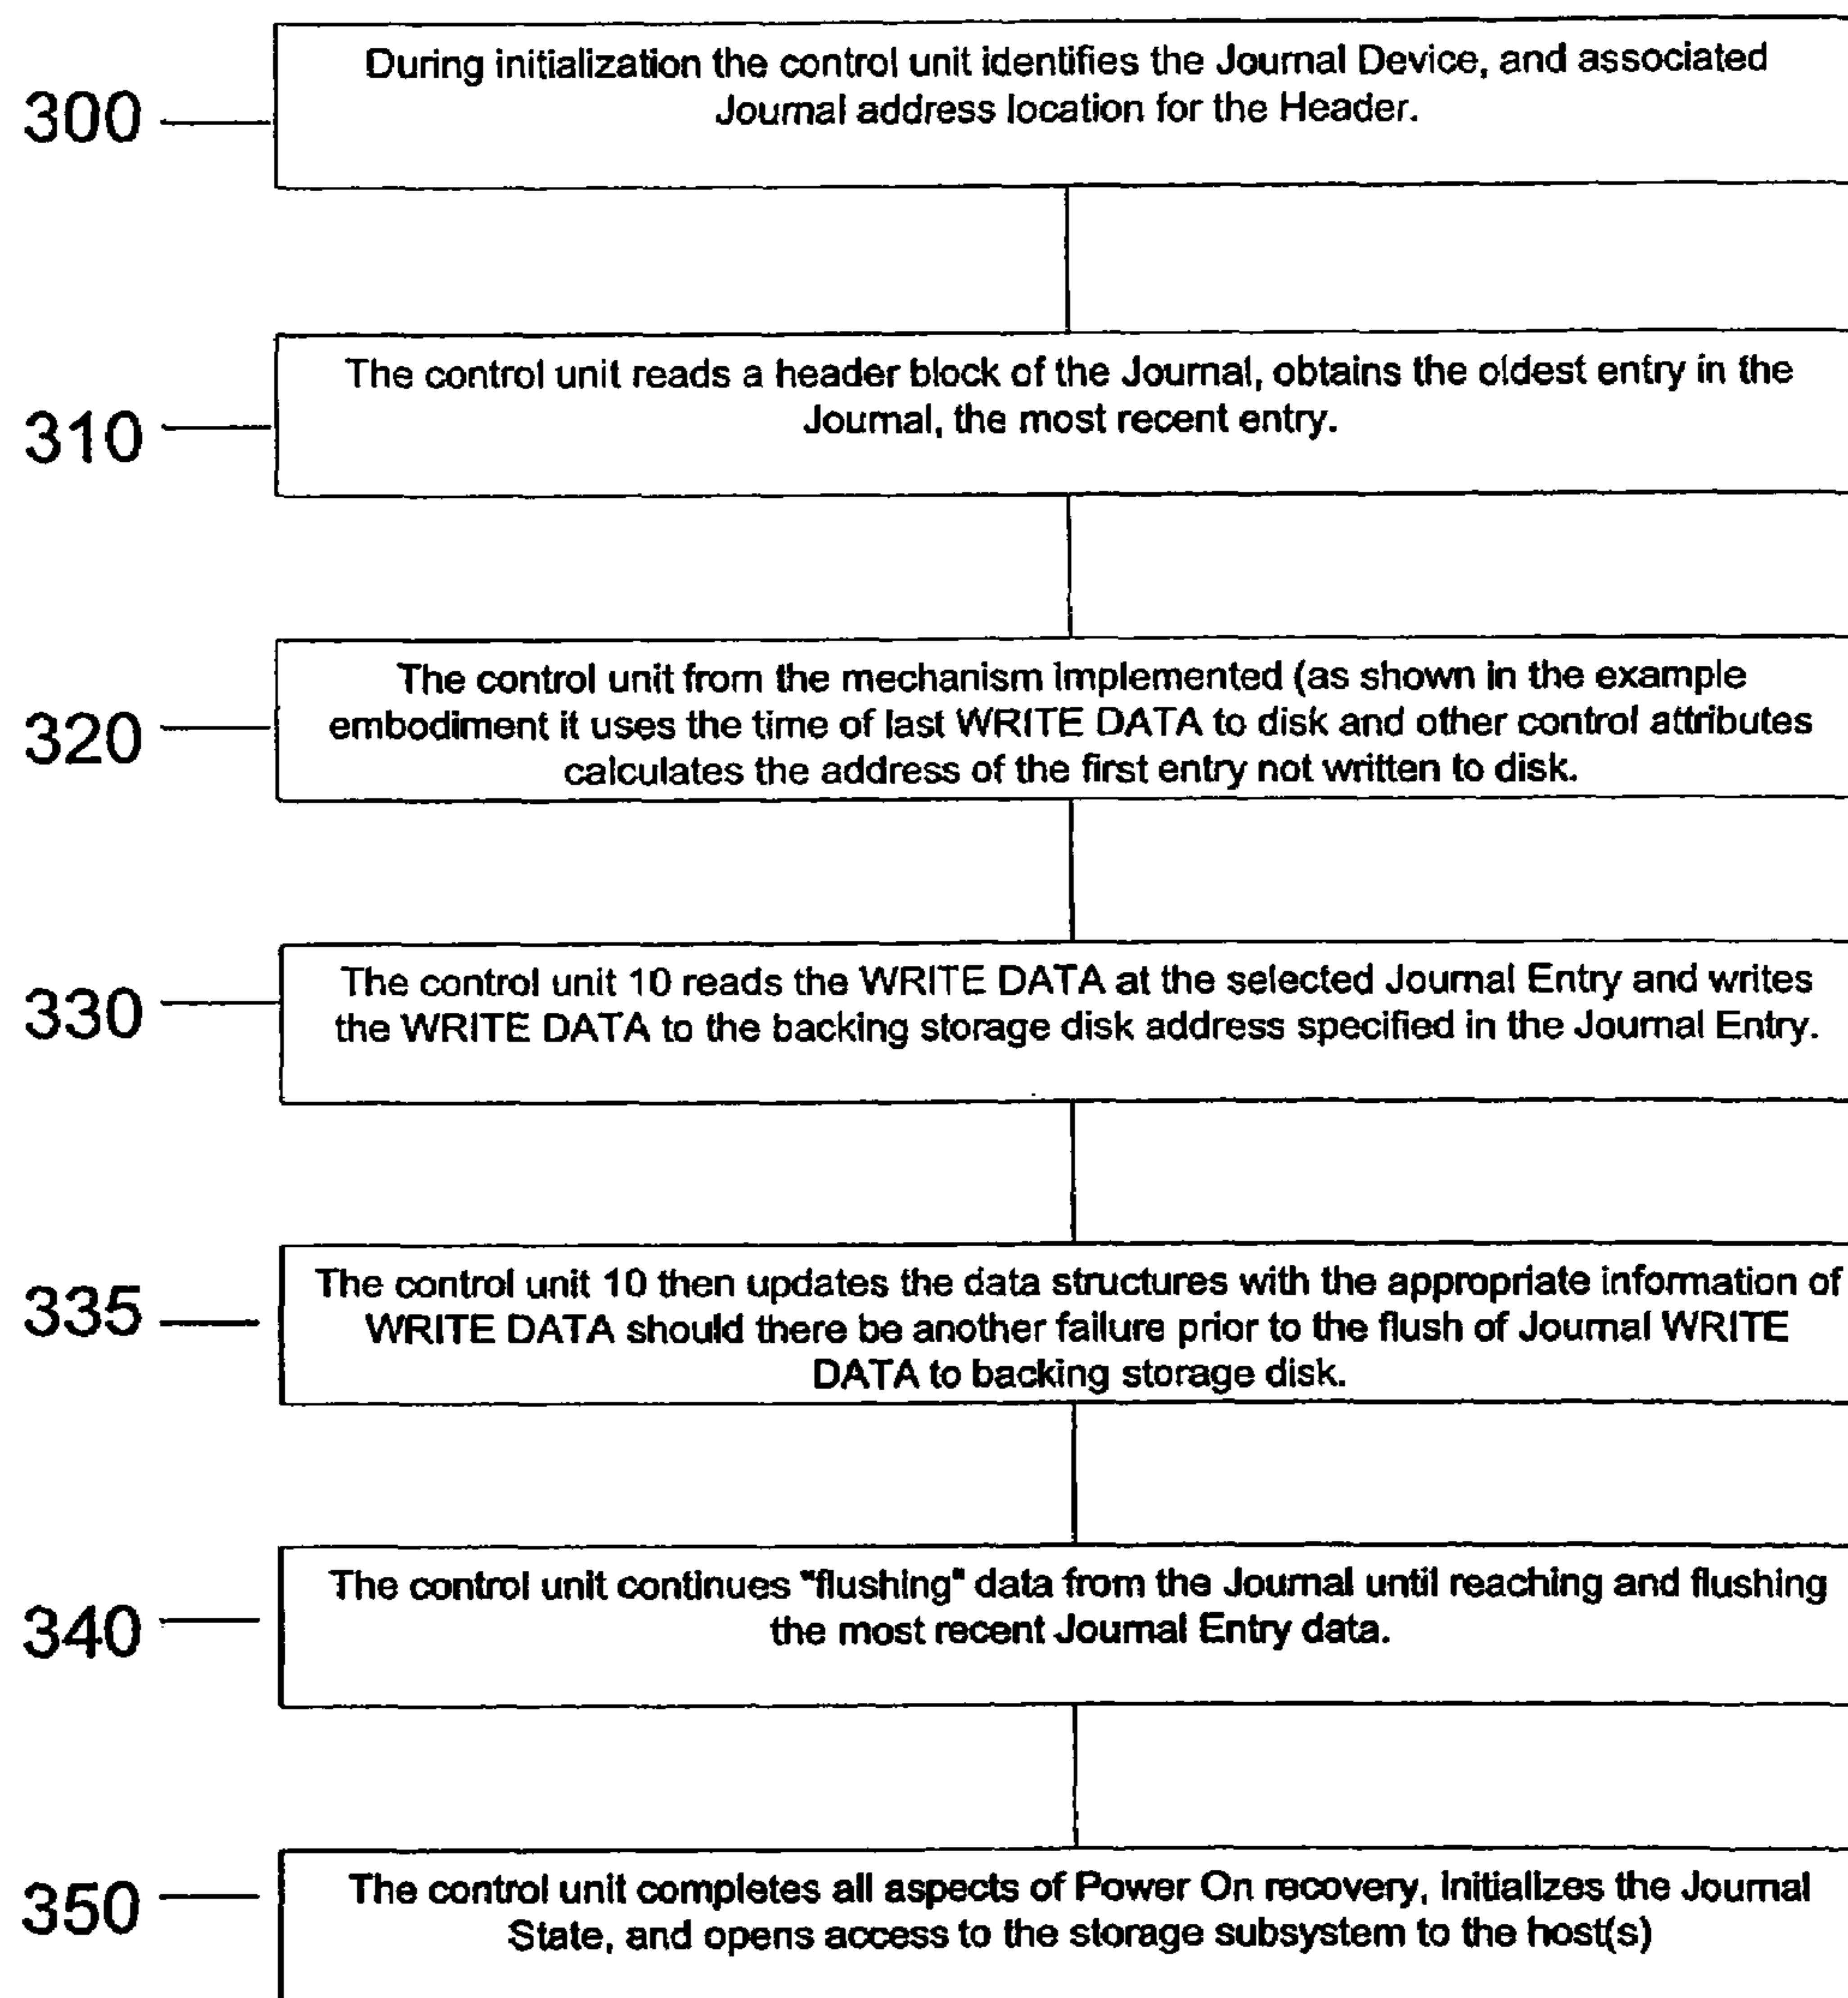 300
During initialization the control unit identifies the Journal Device, and associated
Journal address location for the Header.
310
The control unit reads a header block of the Journal, obtains the oldest entry in the
Journal, the most recent entry.
320
The control unit from the mechanism implemented (as shown in the example
embodiment it uses the time of last WRITE DATA to disk and other control attributes
calculates the address of the first entry not written to disk.
330
The control unit 10 reads the WRITE DATA at the selected Journal Entry and writes
the WRITE DATA to the backing storage disk address specified in the Journal Entry.
335
The control unit 10 then updates the data structures with the appropriate information of
WRITE DATA should there be another failure prior to the flush of Journal WRITE
DATA to backing storage disk.
340
The control unit continues "flushing" data from the Journal until reaching and flushing
the most recent Journal Entry data.
350
The control unit completes all aspects of Power On recovery, initializes the Journal
State, and opens access to the storage subsystem to the host(s)